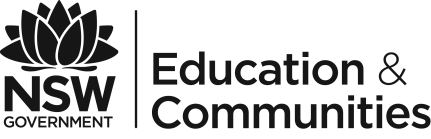 NSW
GOVERNMENT
Education &
Communities